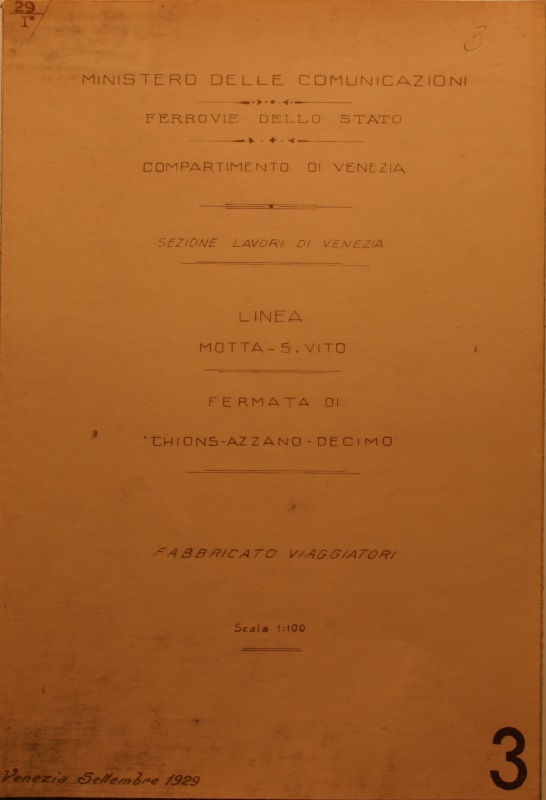 29
Iª
3
MINISTERO DELLE COMUNICAZIONI
FERROVIE DELLO STATO
COMPARTIMENTO DI VENEZIA
SEZIONE LAVORI DI VENEZIA
LINEA
MOTTA-S. VITO
FERMATA DI
CHIONS-AZZANO-DECIMO
FABBRICATO VIAGGIATORI
Scala 1:100
Venezia Settembre 1929
3